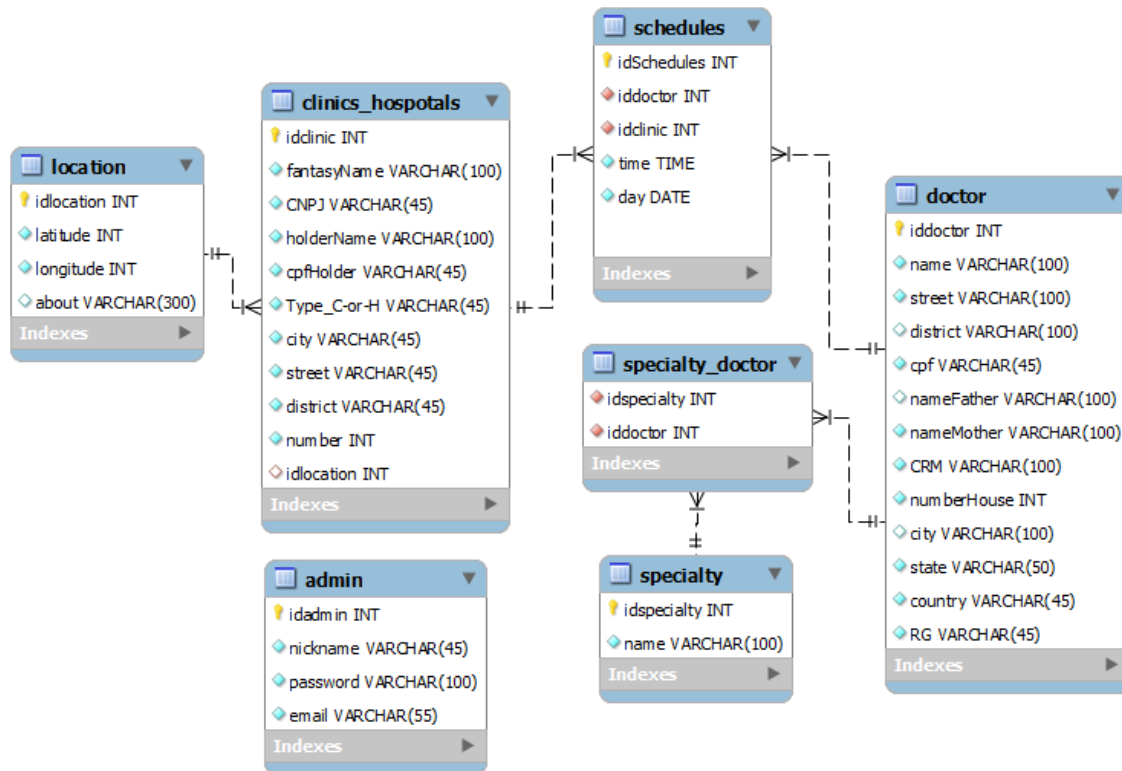 location
idlocation INT
latitude INT
longitude INT
about VARCHAR(300)
Indexes
clinics_hospotals
idclinic INT
fantasyName VARCHAR(100)
CNPJ VARCHAR(45)
holderName VARCHAR(100)
cpfHolder VARCHAR(45)
Type_C-or-H VARCHAR(45)
city VARCHAR(45)
street VARCHAR(45)
district VARCHAR(45)
number INT
idlocation INT
Indexes
admin
idadmin INT
nickname VARCHAR(45)
password VARCHAR(100)
email VARCHAR(55)
Indexes
schedules
idSchedules INT
iddoctor INT
idclinic INT
time TIME
day DATE
Indexes
specialty_doctor
idspecialty INT
iddoctor INT
Indexes
specialty
idspecialty INT
name VARCHAR(100)
Indexes
doctor
iddoctor INT
name VARCHAR(100)
street VARCHAR(100)
district VARCHAR(100)
cpf VARCHAR(45)
nameFather VARCHAR(100)
nameMother VARCHAR(100)
CRM VARCHAR(100)
numberHouse INT
city VARCHAR(100)
state VARCHAR(50)
country VARCHAR(45)
RG VARCHAR(45)
Indexes